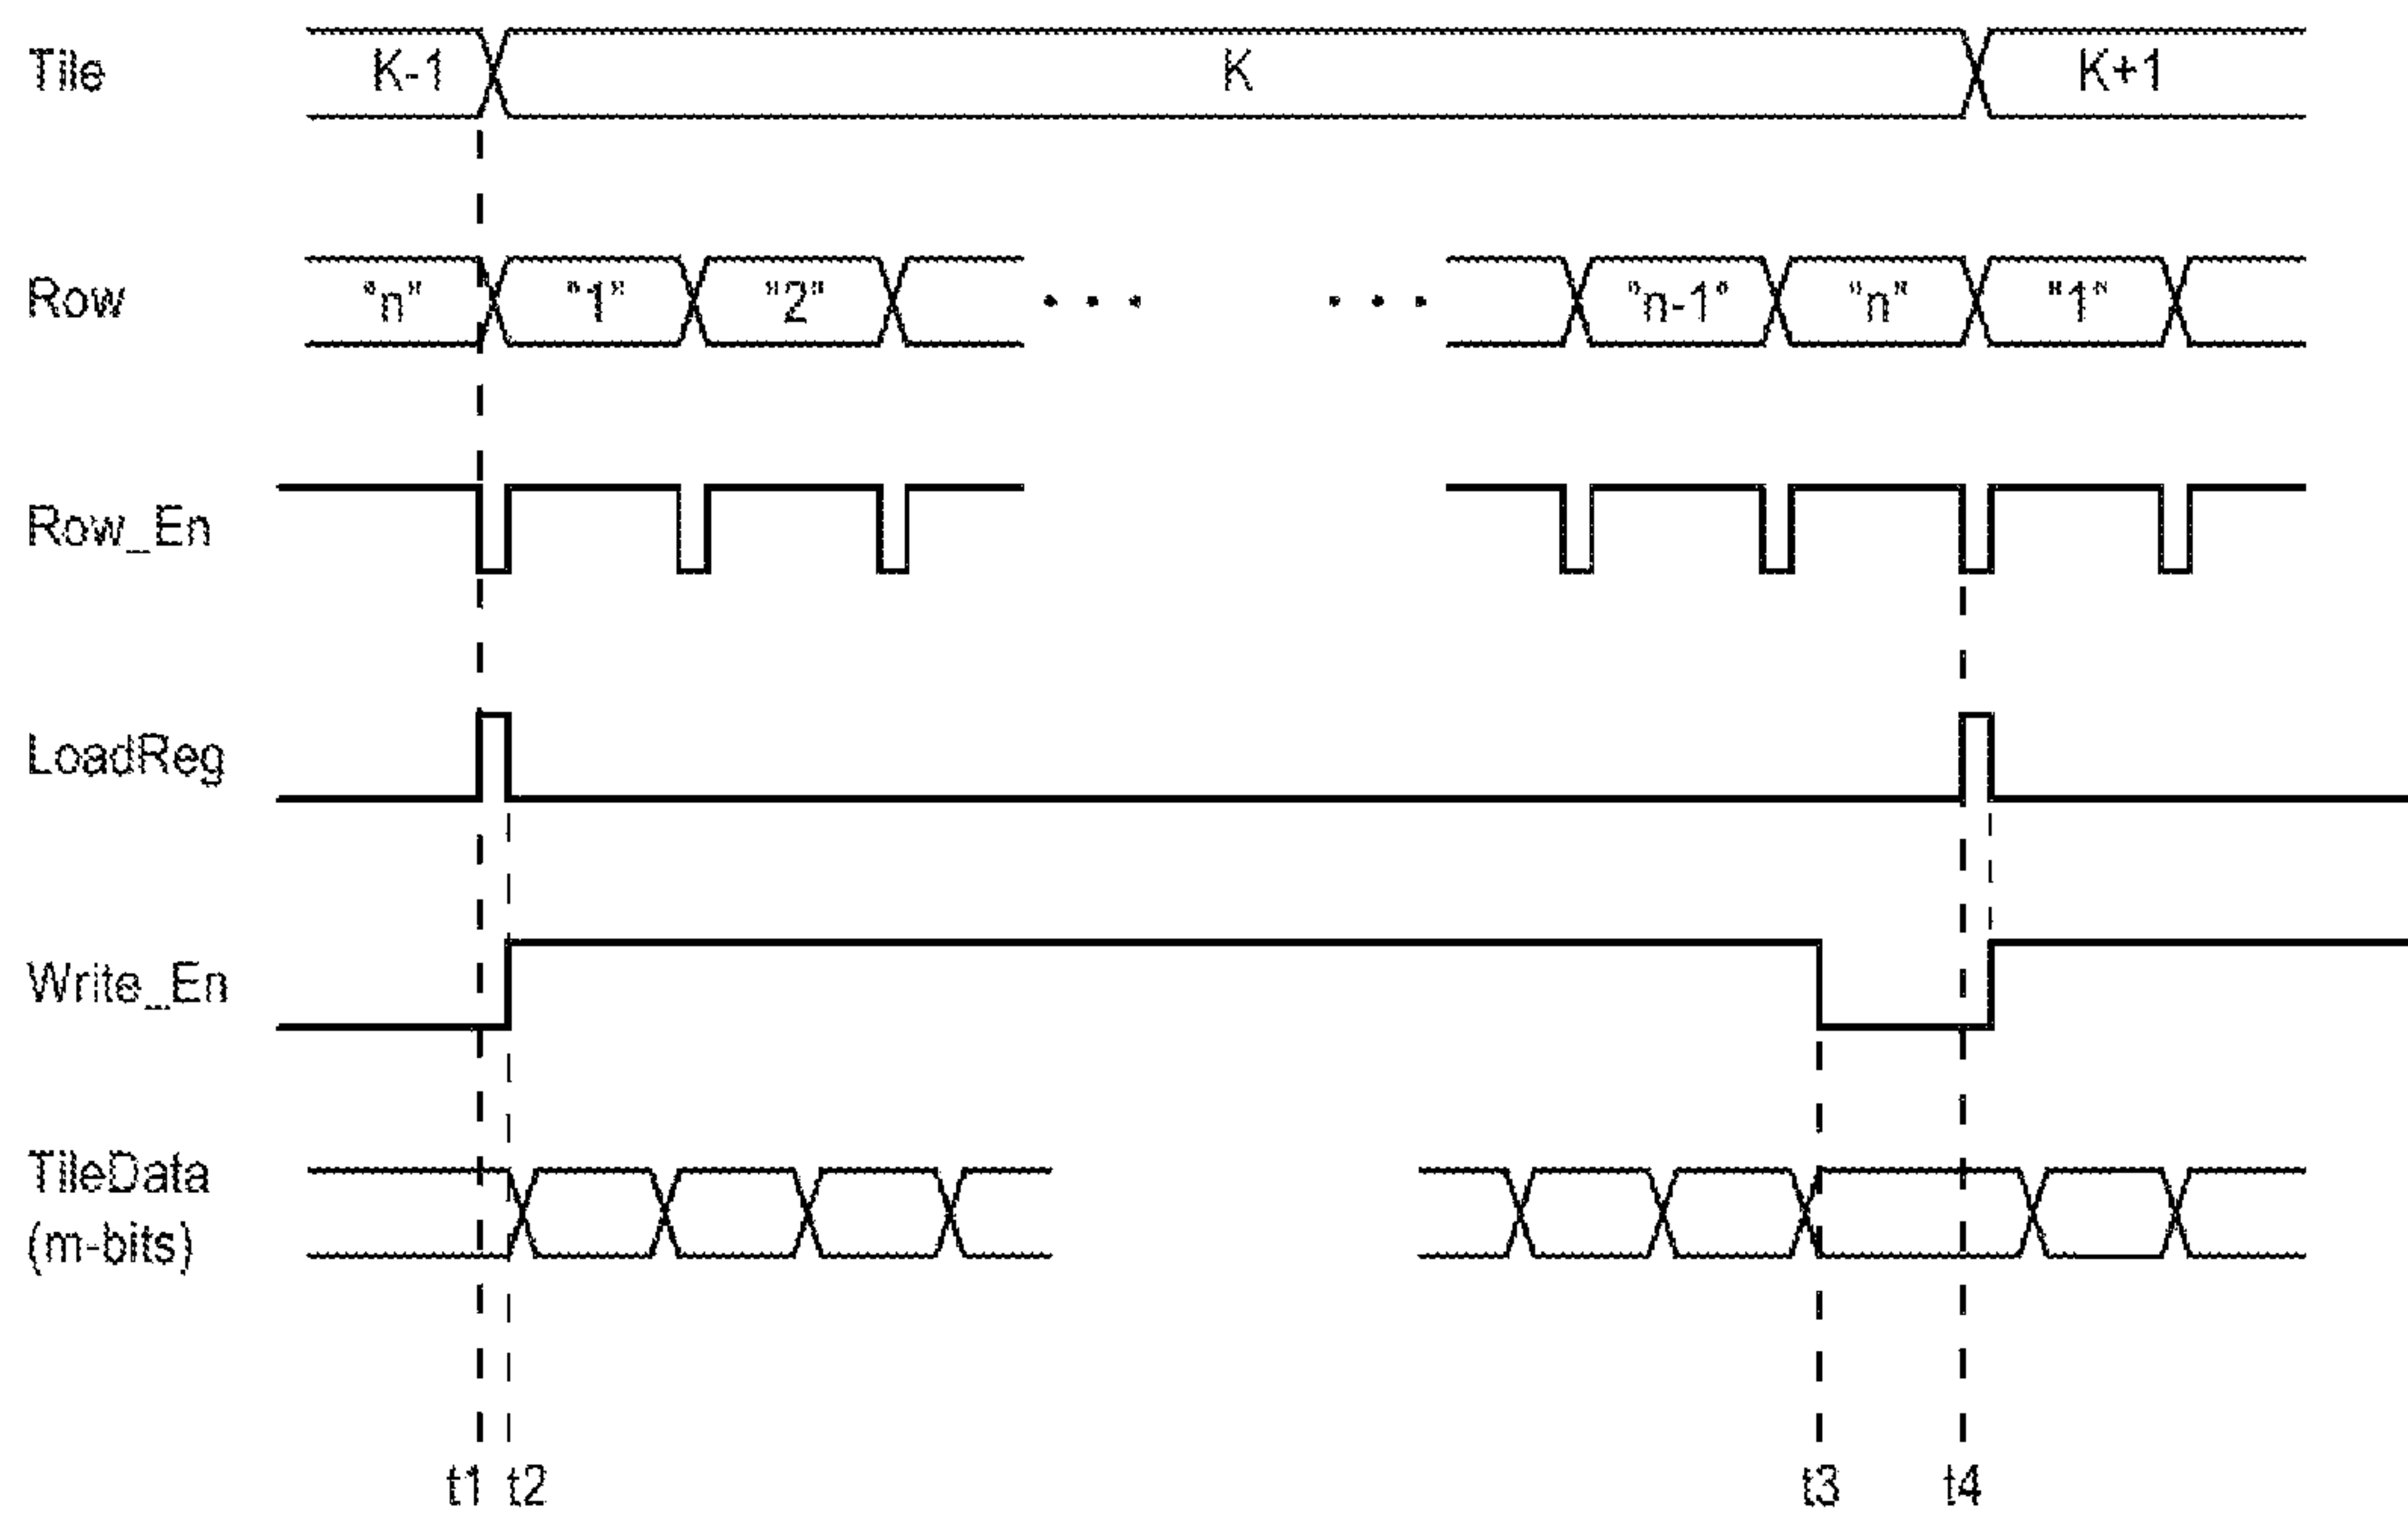 Tile K-1 K K+1
Row "n" "1" "2" • • • • • • "n-1" "n" "1"
Row_En
LoadReg
Write_En
TileData
(m-bits)
t1 t2 t3 t4